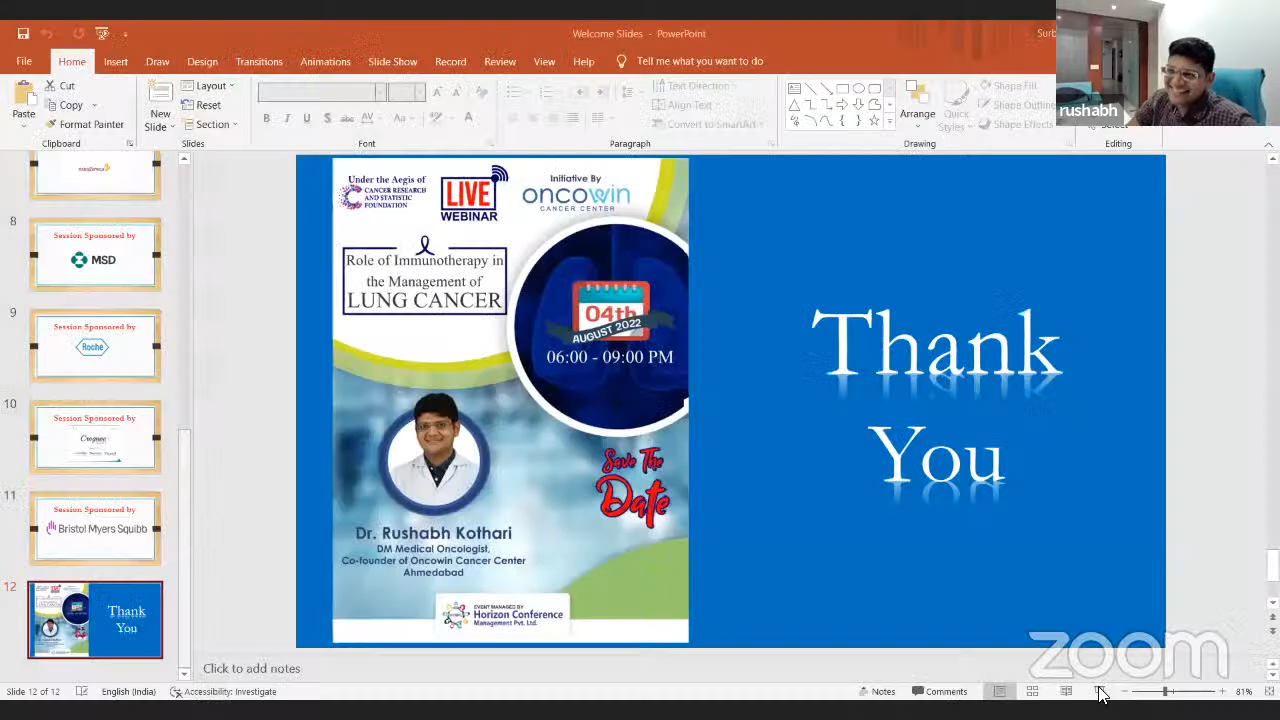 Welcome Slides - PowerPoint
Surb
File Home Insert Draw Design Transitions Animations Slide Show Record Review View Help Tell me what you want to do
Cut
Copy
Format Painter
Paste
Clipboard
New
Slide
Layout
Reset
Section
Slides
Font
Text Direction
Align Text
Convert to SmartArt
Paragraph
Arrange
Quick
Styles
Shape Fill
Shape Outline
Shape Effects
Drawing
Select
Editing
rushabh
8
Session Sponsored by
MSD
9
Session Sponsored by
Roche
10
Session Sponsored by
11
Session Sponsored by
Bristol Myers Squibb
12
Thank
You
Under the Aegis of
CANCER RESEARCH
AND STATISTIC
FOUNDATION
LIVE
WEBINAR
Initiative By
oncowin
CANCER CENTER
Role of Immunotherapy in
the Management of
LUNG CANCER
04th
AUGUST 2022
06:00 - 09:00 PM
Save The
Date
Dr. Rushabh Kothari
DM Medical Oncologist,
Co-founder of Oncowin Cancer Center
Ahmedabad
EVENT MANAGED BY
Horizon Conference
Management Pvt. Ltd.
Thank
You
zoom
Click to add notes
Slide 12 of 12 English (India) Accessibility: Investigate Notes Comments 81%